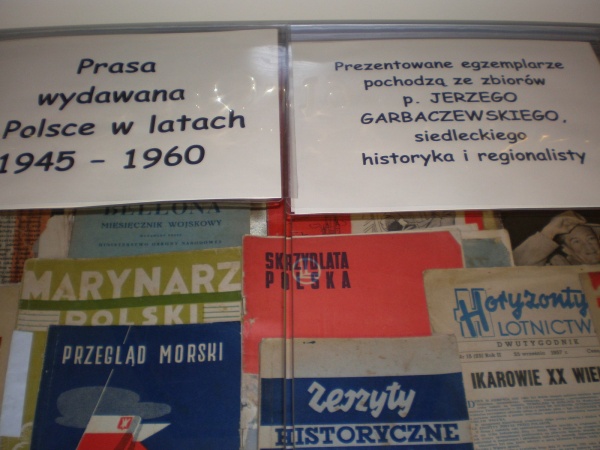 Prasa
wydawana
Polsce w latach
1945 - 1960
Prezentowane egzemplarze
pochodzą ze zbiorów
p. JERZEGO
GARBACZEWSKIEGO,
siedleckiego
historyka i regionalisty
BELLONA
MIESIĘCZNIK WOJSKOWY
MARYNARZ
POLSKI
SKRZYDLATA
POLSKA
Horyzonty
LOTNICTW
DWUTYGODNIK
IKAROWIE XX WIE
PRZEGLĄD MORSKI
Zeszyty
HISTORYCZNE